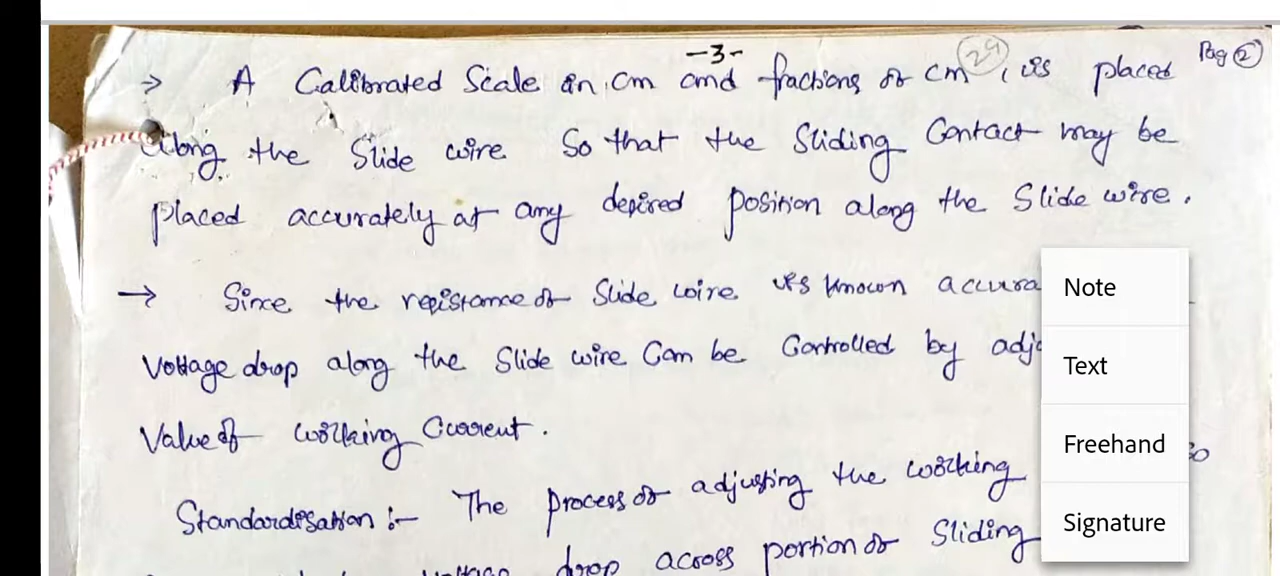 -3-
29
Pag 2
→ A Calibrated Scale in cm and fractions of cm, is placed
along the Slide wire So that the Sliding Contact may be
placed accurately at any desired position along the Slide wire.
→ Since the resistance of Slide wire is known accura
Voltage drop along the Slide wire Can be Controlled by adj
Value of working Current.
Standardisation :- The process of adjusting the working
drop across portion of Sliding
Note
Text
Freehand
Signature